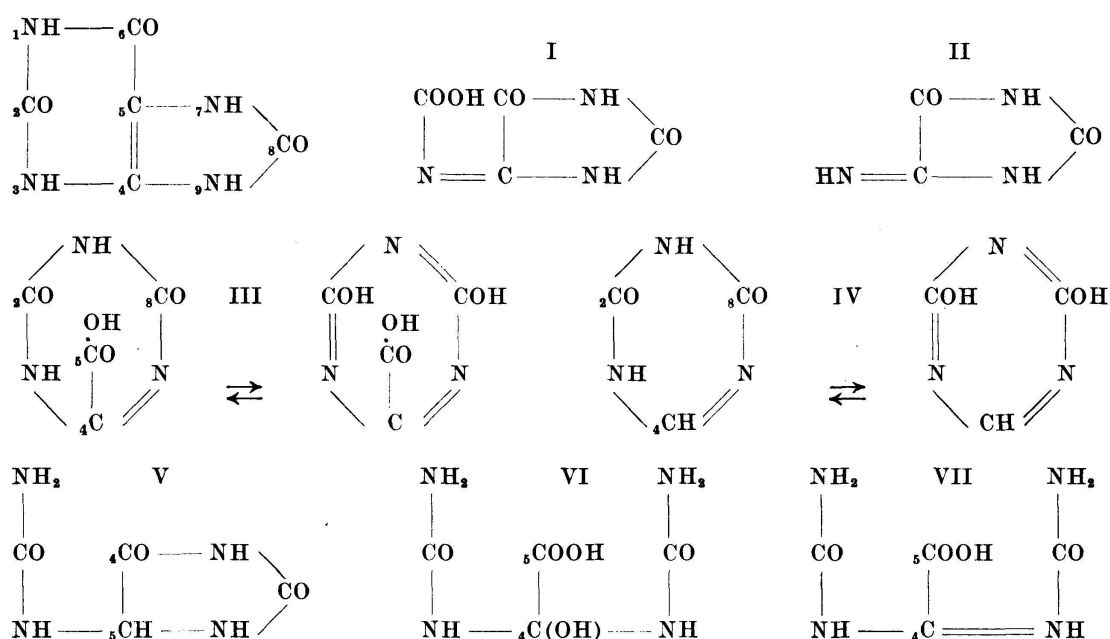 ₁NH — ₆CO
I II
COOH CO — NH CO — NH
₂CO ₅C — ₇NH
₈CO CO CO
₃NH — ₄C — ₉NH N = C — NH HN = C — NH
NH N NH N
₂CO ₈CO III COH COH ₂CO ₈CO IV COH COH
OH OH
₅CO CO
NH N ⇌ N N NH N ⇌ N N
₄C C ₄CH CH
NH₂ V NH₂ VI NH₂ NH₂ VII NH₂
CO ₄CO — NH CO ₅COOH CO CO ₅COOH CO
CO
NH — ₅CH — NH NH — ₄C(OH) — NH NH — ₄C = NH